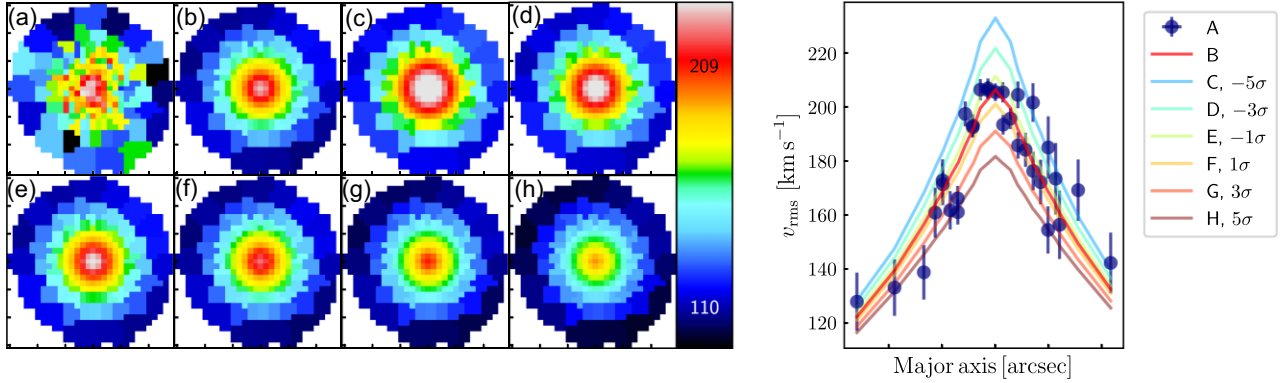 (a) (b) (c) (d)
209
(e) (f) (g) (h)
110
v_rms [km s⁻¹]
220
200
180
160
140
120
Major axis [arcsec]
A
B
C, −5σ
D, −3σ
E, −1σ
F, 1σ
G, 3σ
H, 5σ